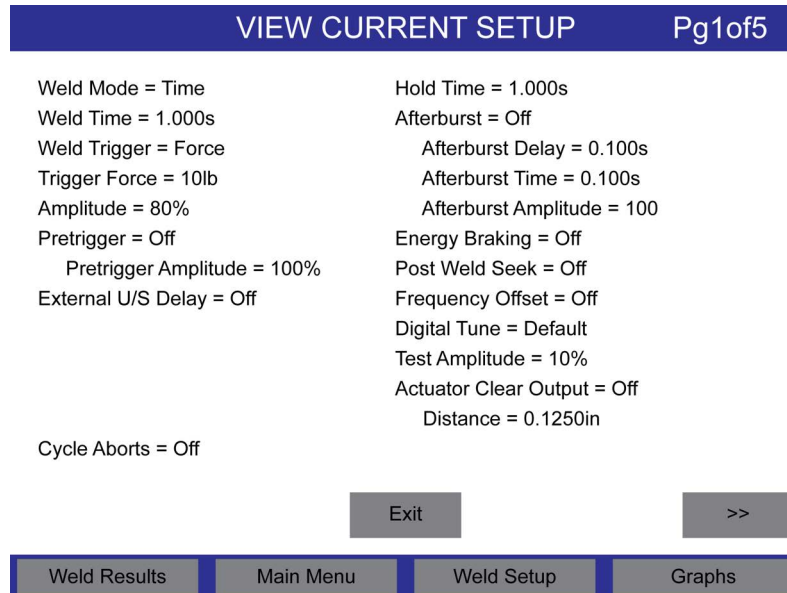 VIEW CURRENT SETUP Pg1of5
Weld Mode = Time
Weld Time = 1.000s
Weld Trigger = Force
Trigger Force = 10lb
Amplitude = 80%
Pretrigger = Off
Pretrigger Amplitude = 100%
External U/S Delay = Off
Cycle Aborts = Off
Hold Time = 1.000s
Afterburst = Off
Afterburst Delay = 0.100s
Afterburst Time = 0.100s
Afterburst Amplitude = 100
Energy Braking = Off
Post Weld Seek = Off
Frequency Offset = Off
Digital Tune = Default
Test Amplitude = 10%
Actuator Clear Output = Off
Distance = 0.1250in
Exit
>>
Weld Results
Main Menu
Weld Setup
Graphs